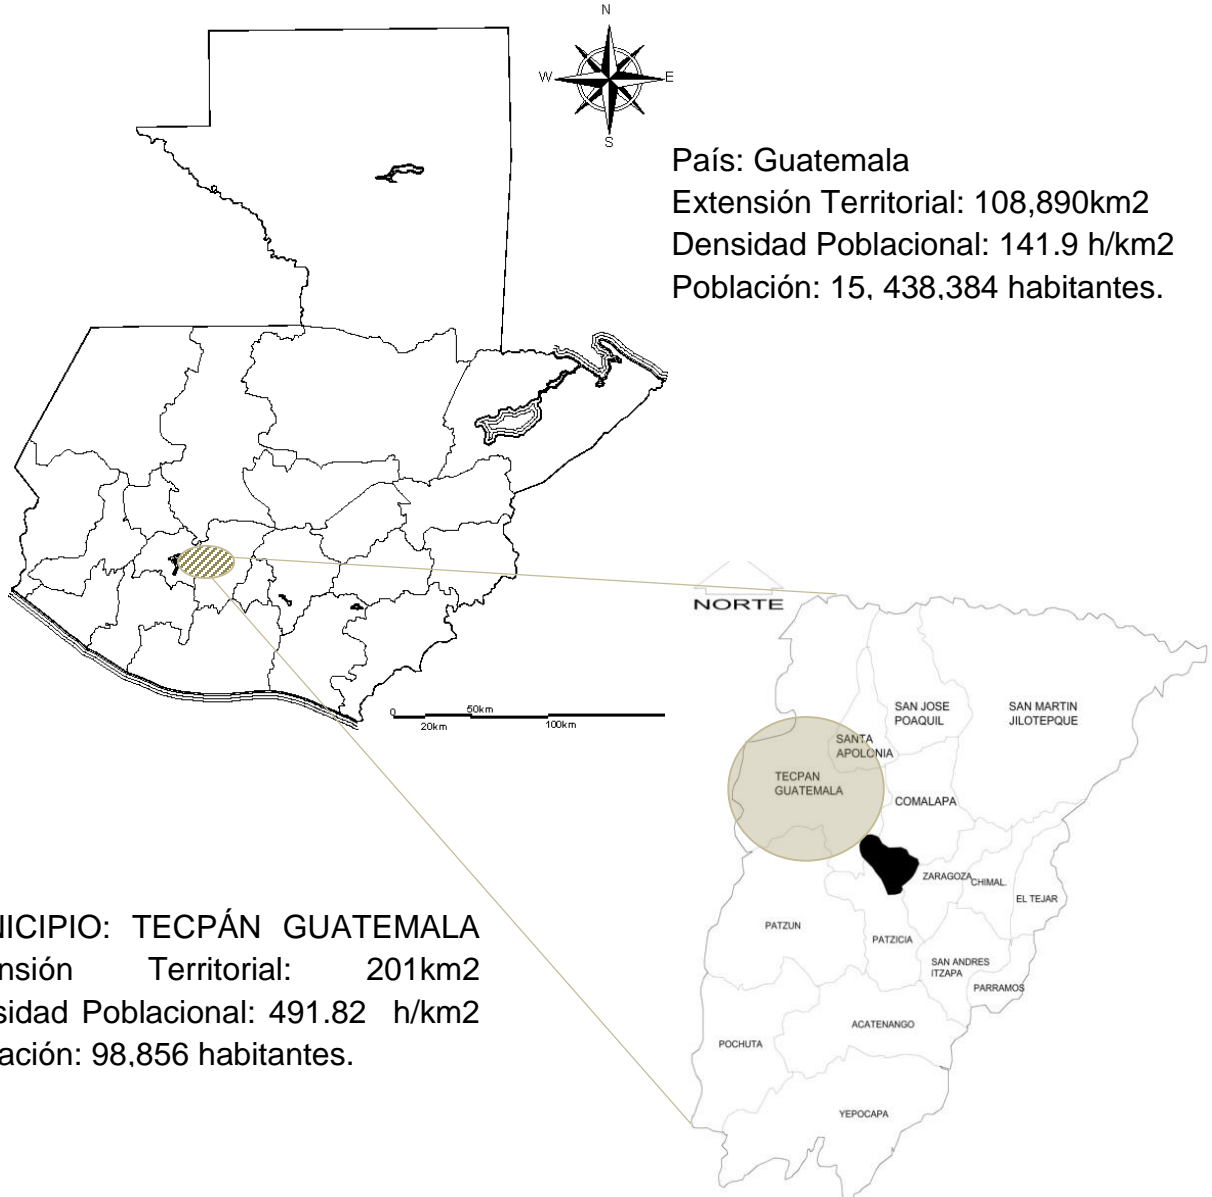 N
W
E
S
País: Guatemala
Extensión Territorial: 108,890km2
Densidad Poblacional: 141.9 h/km2
Población: 15, 438,384 habitantes.
0
50km
20km
100km
NORTE
SAN JOSE
POAQUIL
SAN MARTIN
JILOTEPQUE
SANTA
APOLONIA
TECPAN
GUATEMALA
COMALAPA
ZARAGOZA
CHIMAL.
EL TEJAR
PATZUN
PATZICIA
SAN ANDRES
ITZAPA
PARRAMOS
ACATENANGO
POCHUTA
YEPOCAPA
NICIPIO: TECPÁN GUATEMALA
ensión Territorial: 201km2
sidad Poblacional: 491.82 h/km2
lación: 98,856 habitantes.